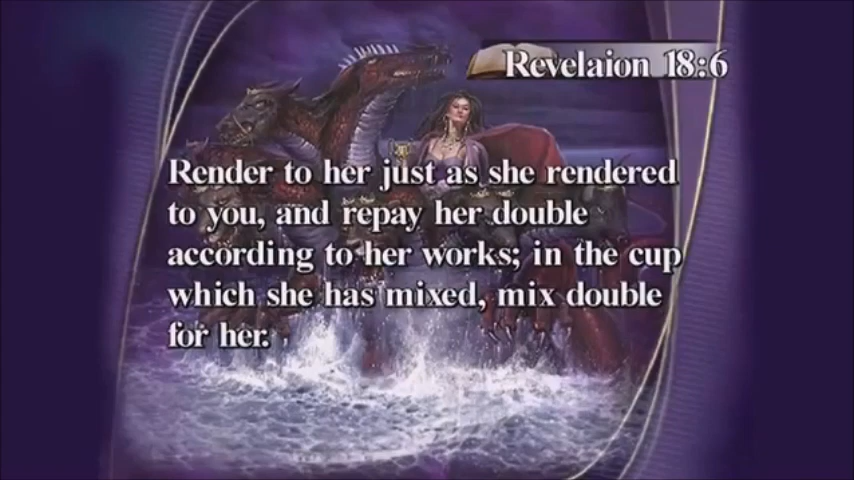 Revelaion 18:6
Render to her just as she rendered
to you, and repay her double
according to her works; in the cup
which she has mixed, mix double
for her.